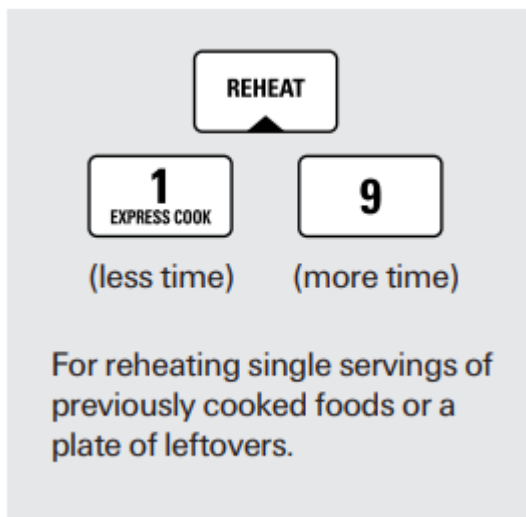 REHEAT
1 9
EXPRESS COOK
(less time) (more time)
For reheating single servings of
previously cooked foods or a
plate of leftovers.